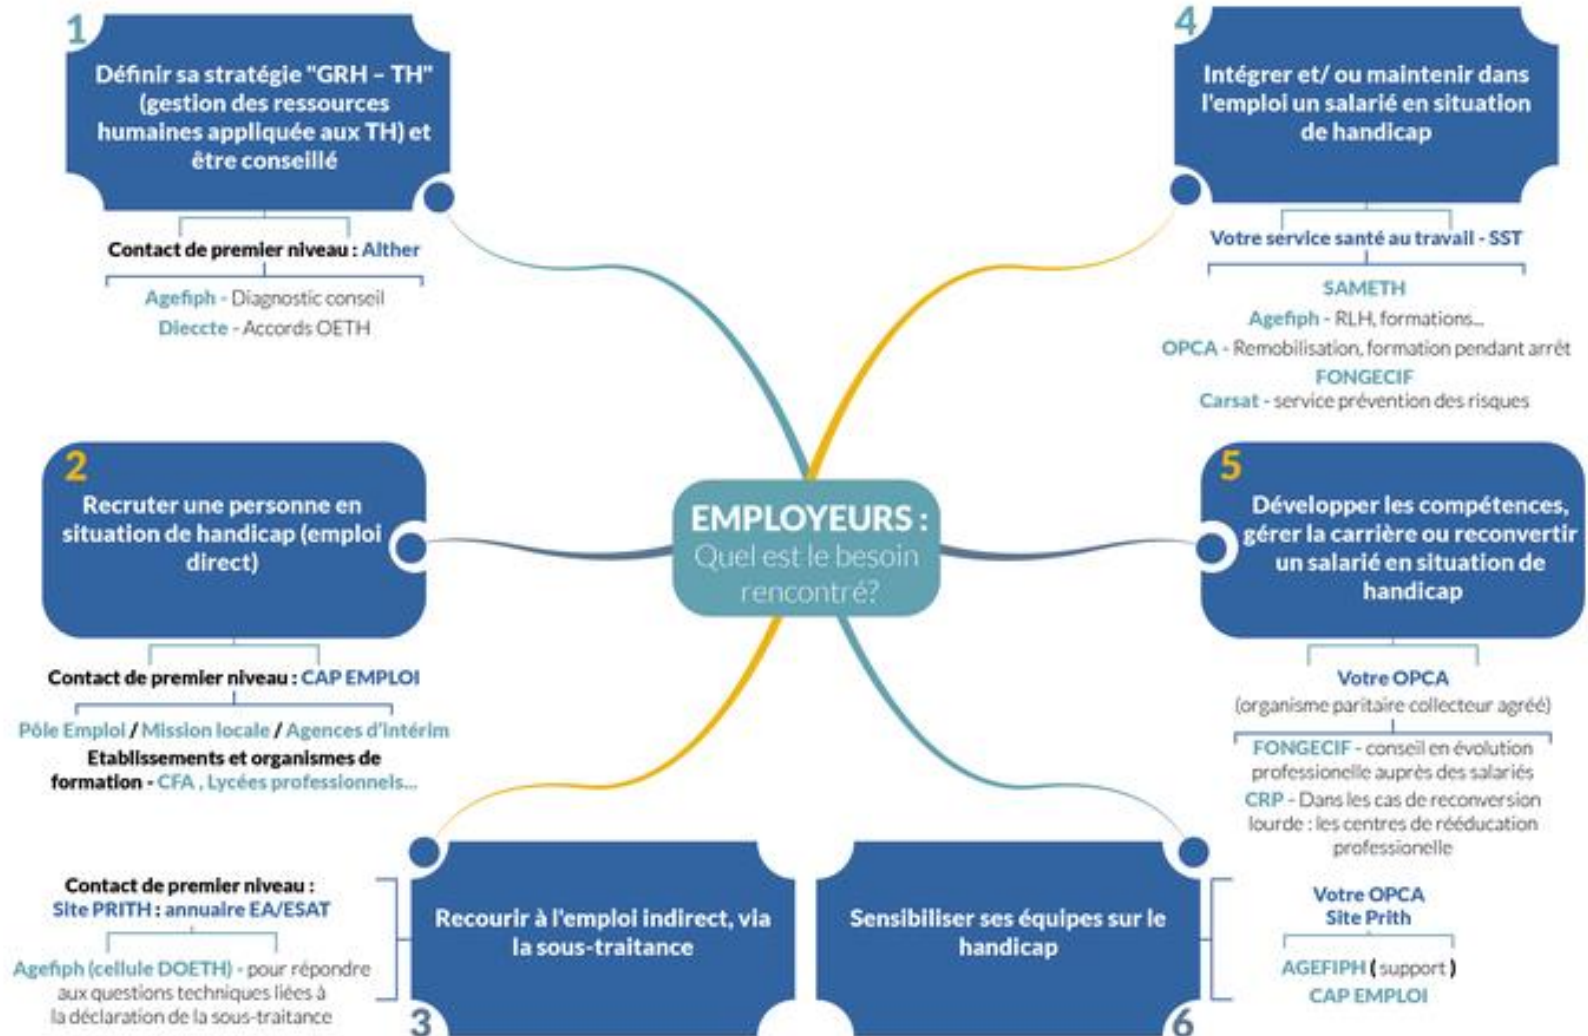 1
Définir sa stratégie "GRH – TH"
(gestion des ressources
humaines appliquée aux TH) et
être conseillé
Contact de premier niveau : Alther
Agefiph - Diagnostic conseil
Dieccte - Accords OETH
2
Recruter une personne en
situation de handicap (emploi
direct)
Contact de premier niveau : CAP EMPLOI
Pôle Emploi / Mission locale / Agences d'intérim
Etablissements et organismes de
formation - CFA , Lycées professionnels...
Contact de premier niveau :
Site PRITH : annuaire EA/ESAT
Agefiph (cellule DOETH) - pour répondre
aux questions techniques liées à
la déclaration de la sous-traitance
Recourir à l'emploi indirect, via
la sous-traitance
3
EMPLOYEURS :
Quel est le besoin
rencontré?
4
Intégrer et/ ou maintenir dans
l'emploi un salarié en situation
de handicap
Votre service santé au travail - SST
SAMETH
Agefiph - RLH, formations...
OPCA - Remobilisation, formation pendant arrêt
FONGECIF
Carsat - service prévention des risques
5
Développer les compétences,
gérer la carrière ou reconvertir
un salarié en situation de
handicap
Votre OPCA
(organisme paritaire collecteur agréé)
FONGECIF - conseil en évolution
professionelle auprès des salariés
CRP - Dans les cas de reconversion
lourde : les centres de rééducation
professionelle
Sensibiliser ses équipes sur le
handicap
6
Votre OPCA
Site Prith
AGEFIPH ( support )
CAP EMPLOI